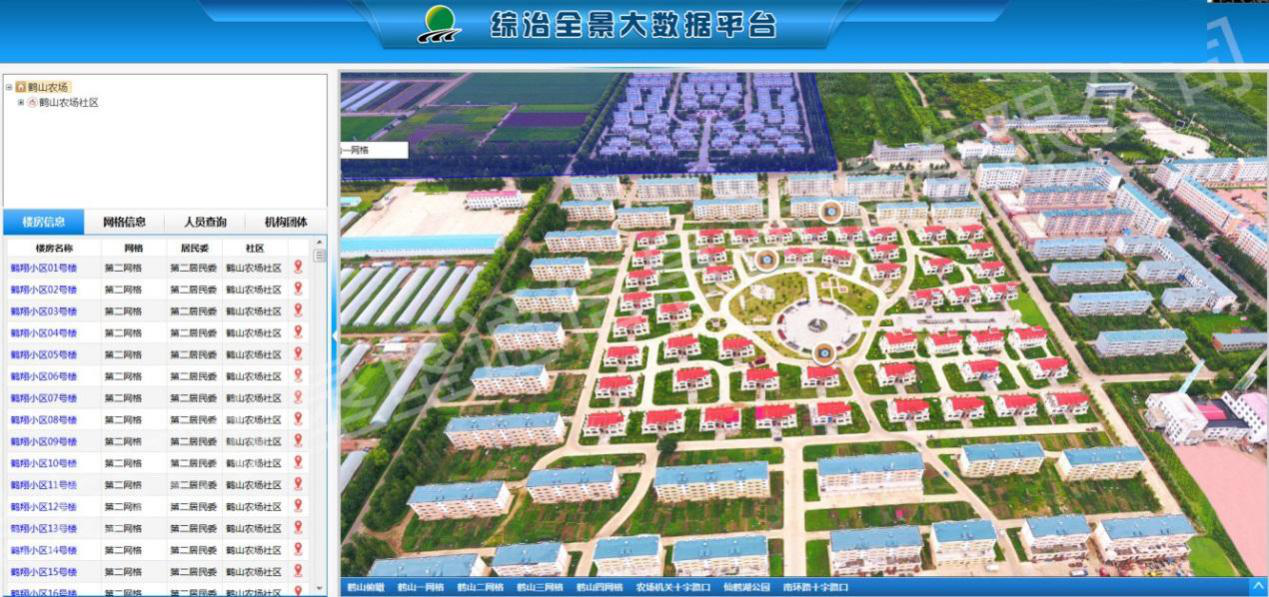 综治全景大数据平台
鹤山农场
鹤山农场社区
一网格
楼房信息 网格信息 人员查询 机构团体
楼房名称 网格 居民委 社区
鹤翔小区01号楼 第二网格 第二居民委 鹤山农场社区
鹤翔小区02号楼 第二网格 第二居民委 鹤山农场社区
鹤翔小区03号楼 第二网格 第二居民委 鹤山农场社区
鹤翔小区04号楼 第二网格 第二居民委 鹤山农场社区
鹤翔小区05号楼 第二网格 第二居民委 鹤山农场社区
鹤翔小区06号楼 第二网格 第二居民委 鹤山农场社区
鹤翔小区07号楼 第二网格 第二居民委 鹤山农场社区
鹤翔小区08号楼 第二网格 第二居民委 鹤山农场社区
鹤翔小区09号楼 第二网格 第二居民委 鹤山农场社区
鹤翔小区10号楼 第二网格 第二居民委 鹤山农场社区
鹤翔小区11号楼 第二网格 第二居民委 鹤山农场社区
鹤翔小区12号楼 第二网格 第二居民委 鹤山农场社区
鹤翔小区13号楼 第二网格 第二居民委 鹤山农场社区
鹤翔小区14号楼 第二网格 第二居民委 鹤山农场社区
鹤翔小区15号楼 第二网格 第二居民委 鹤山农场社区
鹤翔小区16号楼 第二网格 第二居民委 鹤山农场社区
鹤山俯瞰 鹤山一网格 鹤山二网格 鹤山三网格 鹤山四网格 农场机关十字路口 仙鹤湖公园 南环路十字路口